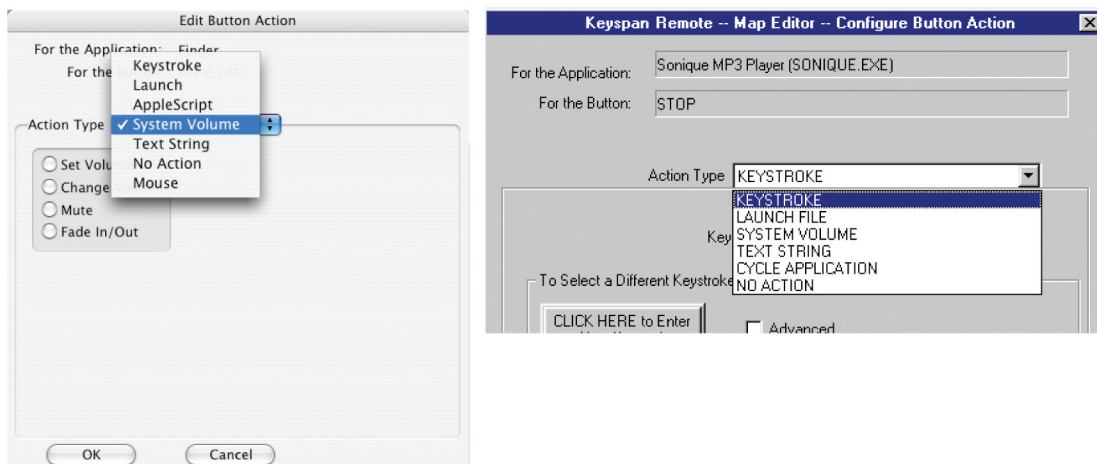 Edit Button Action
For the Application: Finder
For the
Keystroke
Launch
AppleScript
Action Type ✓ System Volume
Text String
No Action
Mouse
Set Volu
Change
Mute
Fade In/Out
OK Cancel
Keyspan Remote -- Map Editor -- Configure Button Action
For the Application: Sonique MP3 Player (SONIQUE.EXE)
For the Button: STOP
Action Type KEYSTROKE
KEYSTROKE
LAUNCH FILE
Key SYSTEM VOLUME
TEXT STRING
CYCLE APPLICATION
To Select a Different Keystroke NO ACTION
CLICK HERE to Enter
Advanced